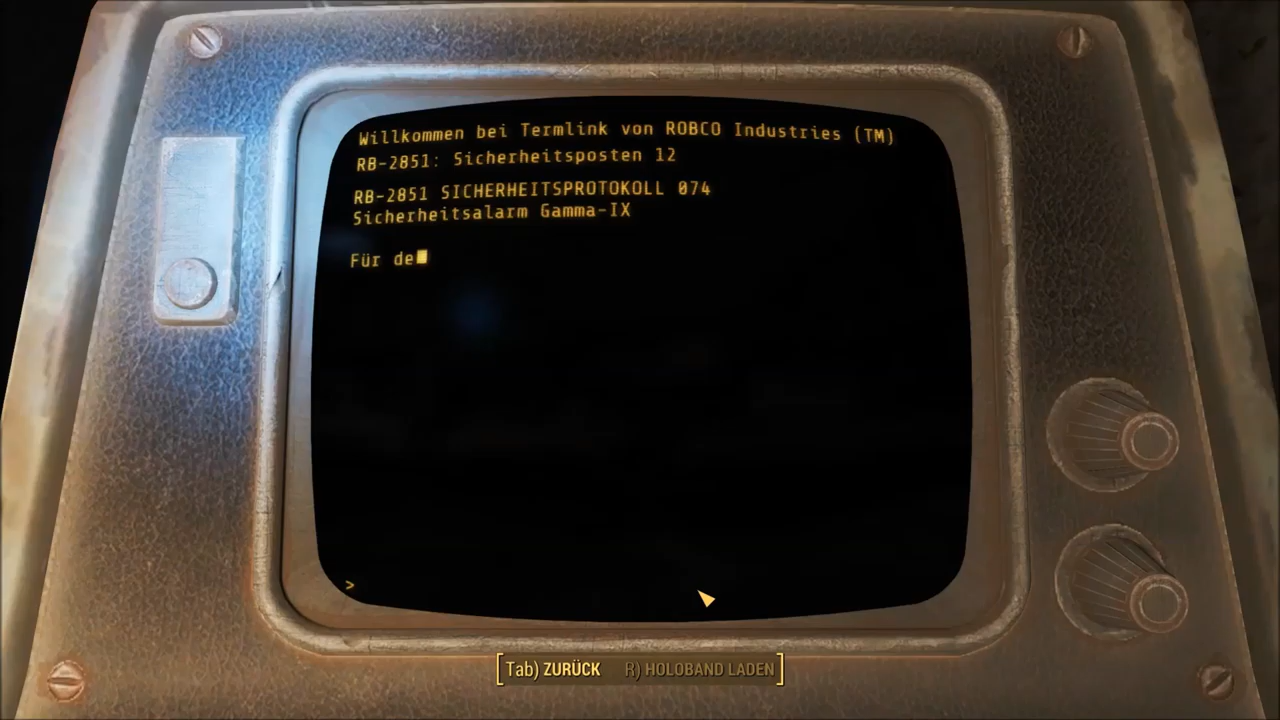 Willkommen bei Termlink von ROBCO Industries (TM)
RB-2851: Sicherheitsposten 12
RB-2851 SICHERHEITSPROTOKOLL 074
Sicherheitsalarm Gamma-IX
Für de
>
Tab) ZURÜCK R) HOLOBAND LADEN